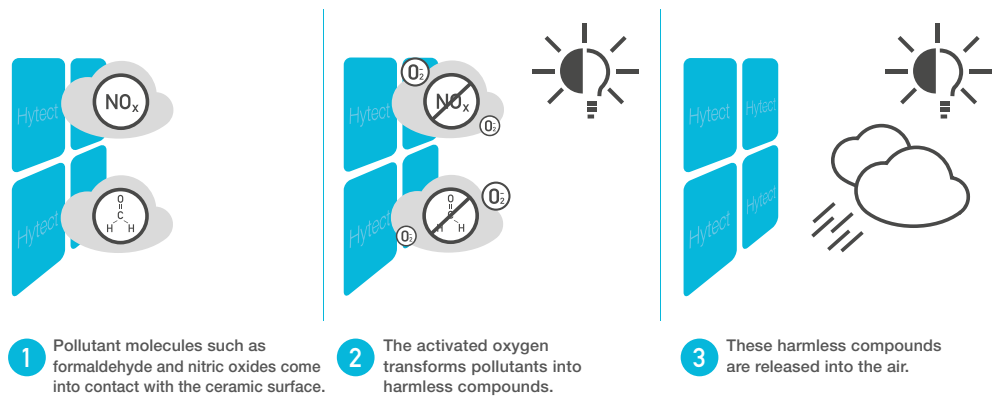 Hytect
NOx
Hytect
O
C
H H
O2-
NOx
Hytect
O2-
O2-
O
C
H H
Hytect
O2-
Hytect
Hytect
Hytect
Hytect
1
Pollutant molecules such as
formaldehyde and nitric oxides come
into contact with the ceramic surface.
2
The activated oxygen
transforms pollutants into
harmless compounds.
3
These harmless compounds
are released into the air.